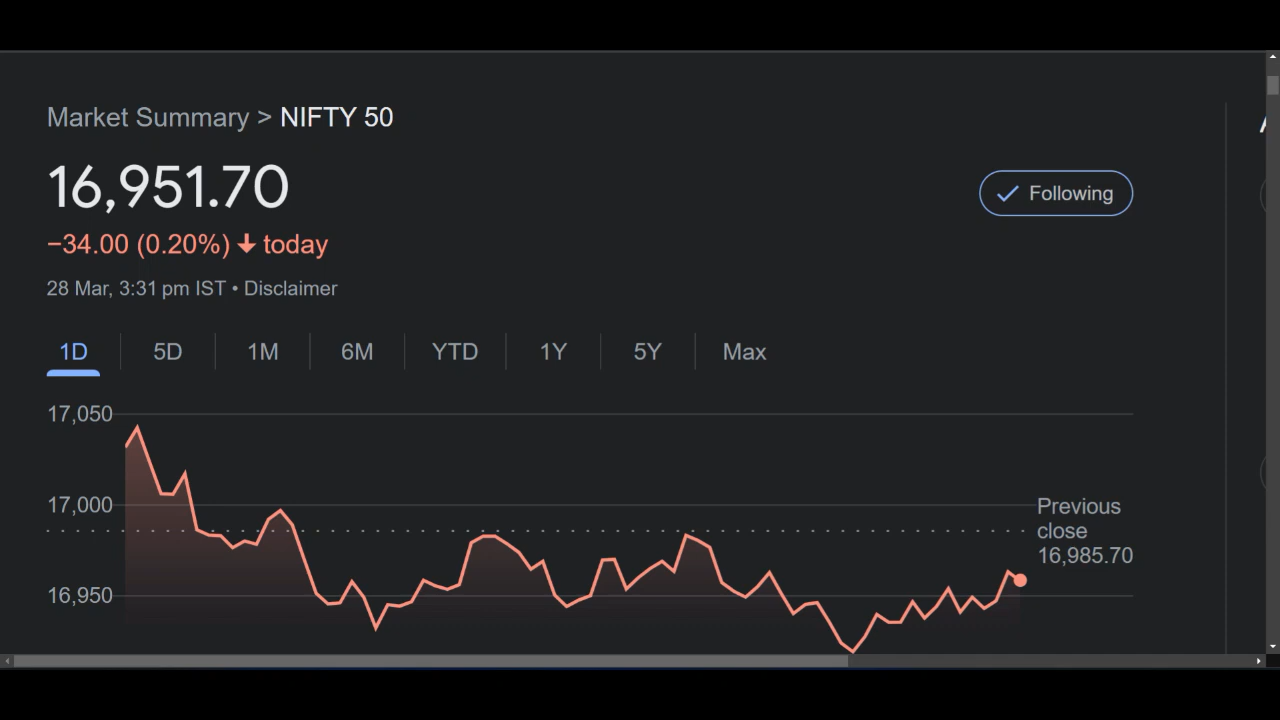 Market Summary > NIFTY 50
16,951.70
Following
−34.00 (0.20%) ↓ today
28 Mar, 3:31 pm IST • Disclaimer
1D 5D 1M 6M YTD 1Y 5Y Max
17,050
17,000
16,950
Previous
close
16,985.70